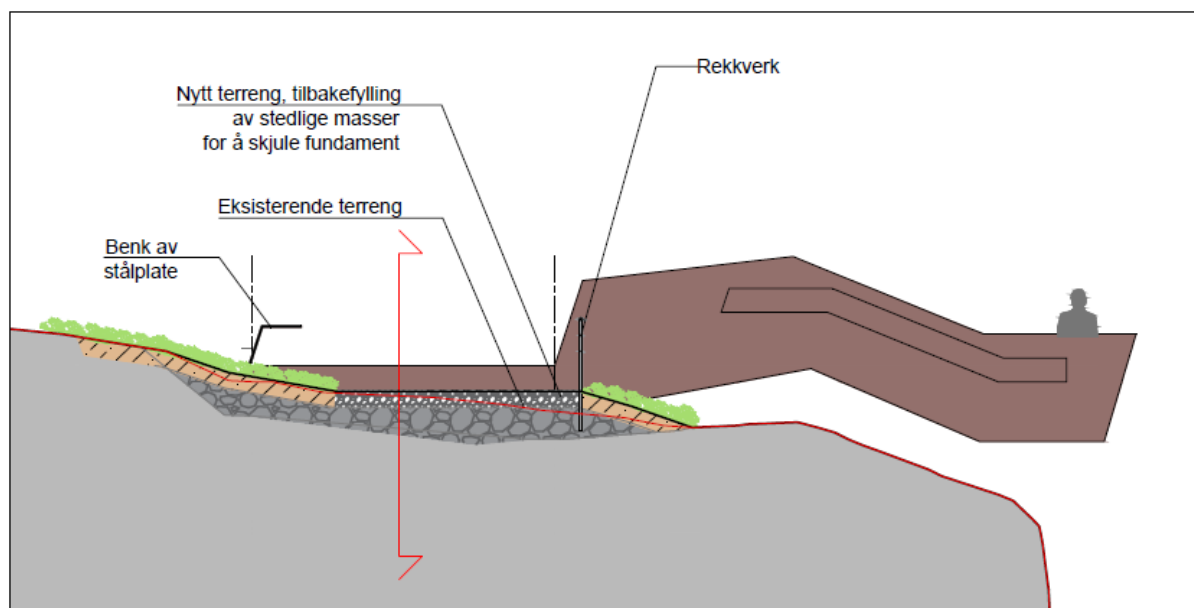 Rekkverk
Nytt terreng, tilbakefylling
av stedlige masser
for å skjule fundament
Eksisterende terreng
Benk av
stålplate